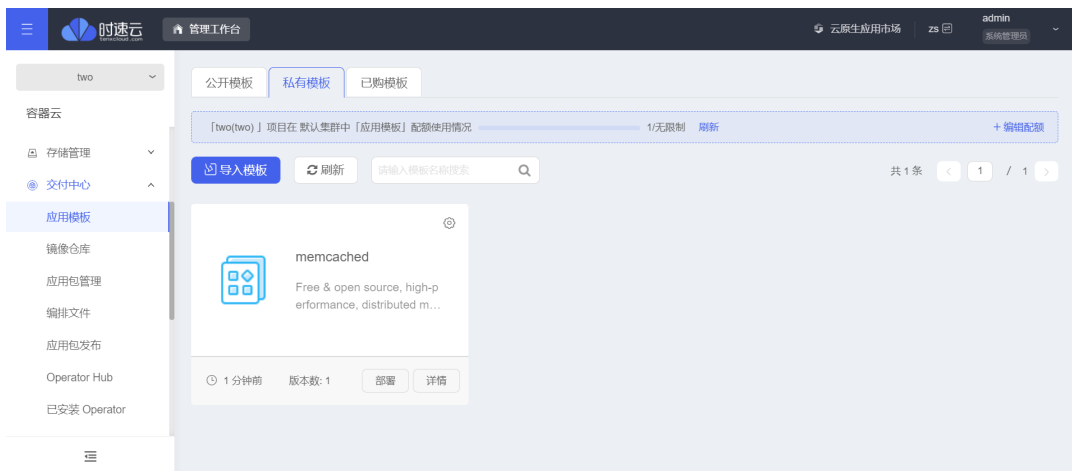 时速云
tenxcloud .com
管理工作台
云原生应用市场
zs
admin
系统管理员
two
容器云
存储管理
交付中心
应用模板
镜像仓库
应用包管理
编排文件
应用包发布
Operator Hub
已安装 Operator
公开模板
私有模板
已购模板
「two(two) 」项目在 默认集群中「应用模板」配额使用情况 1/无限制 刷新 + 编辑配额
导入模板
刷新
请输入模板名称搜索
共 1 条 < 1 / 1 >
memcached
Free & open source, high-p
erformance, distributed m…
1 分钟前 版本数: 1 部署 详情